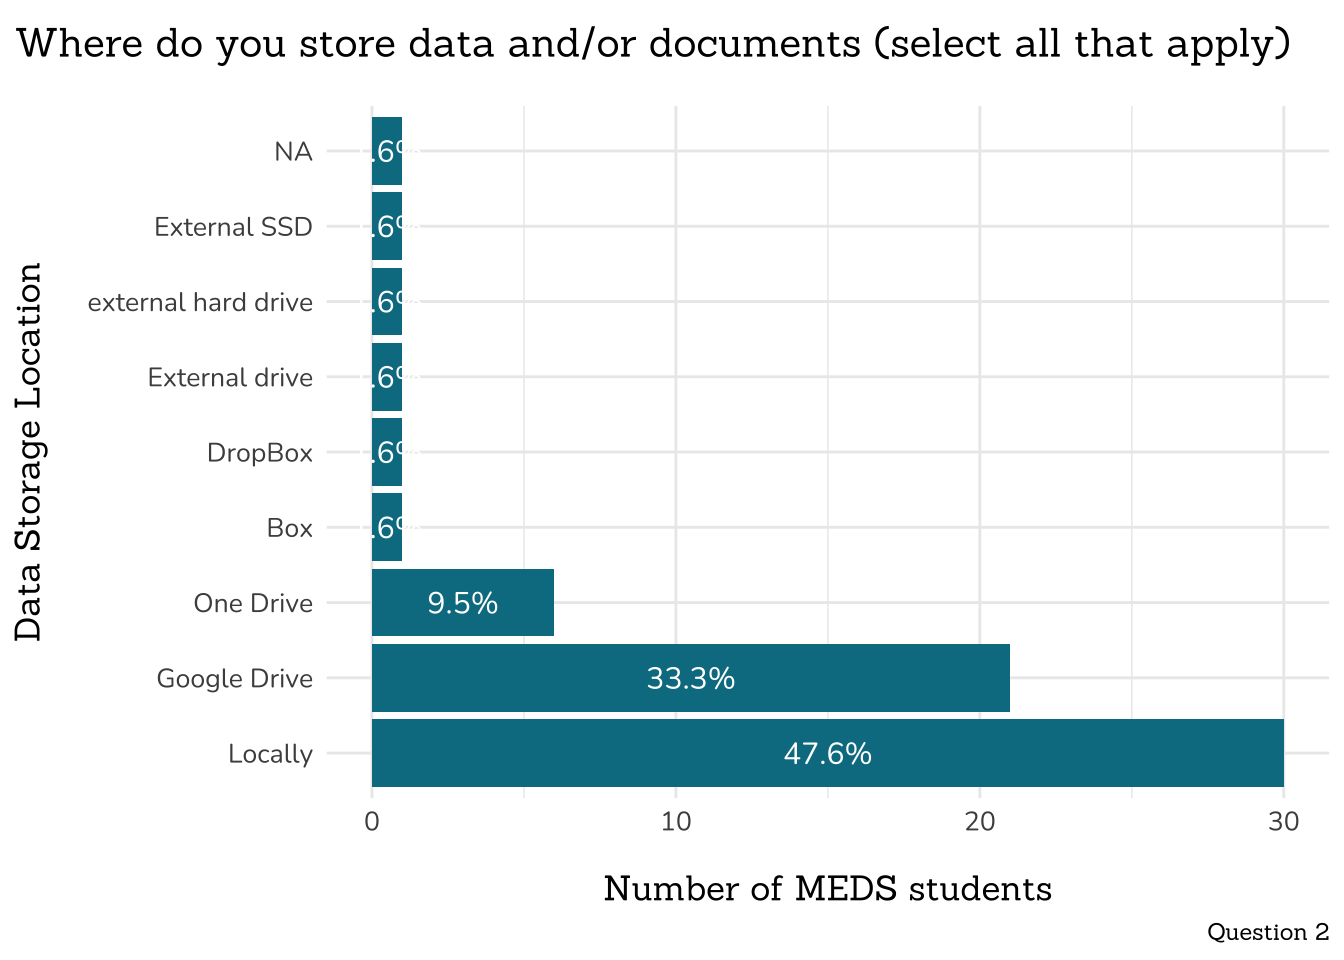 Where do you store data and/or documents (select all that apply)
Data Storage Location
NA
External SSD
external hard drive
External drive
DropBox
Box
One Drive 9.5%
Google Drive 33.3%
Locally 47.6%
0 10 20 30
Number of MEDS students
Question 2